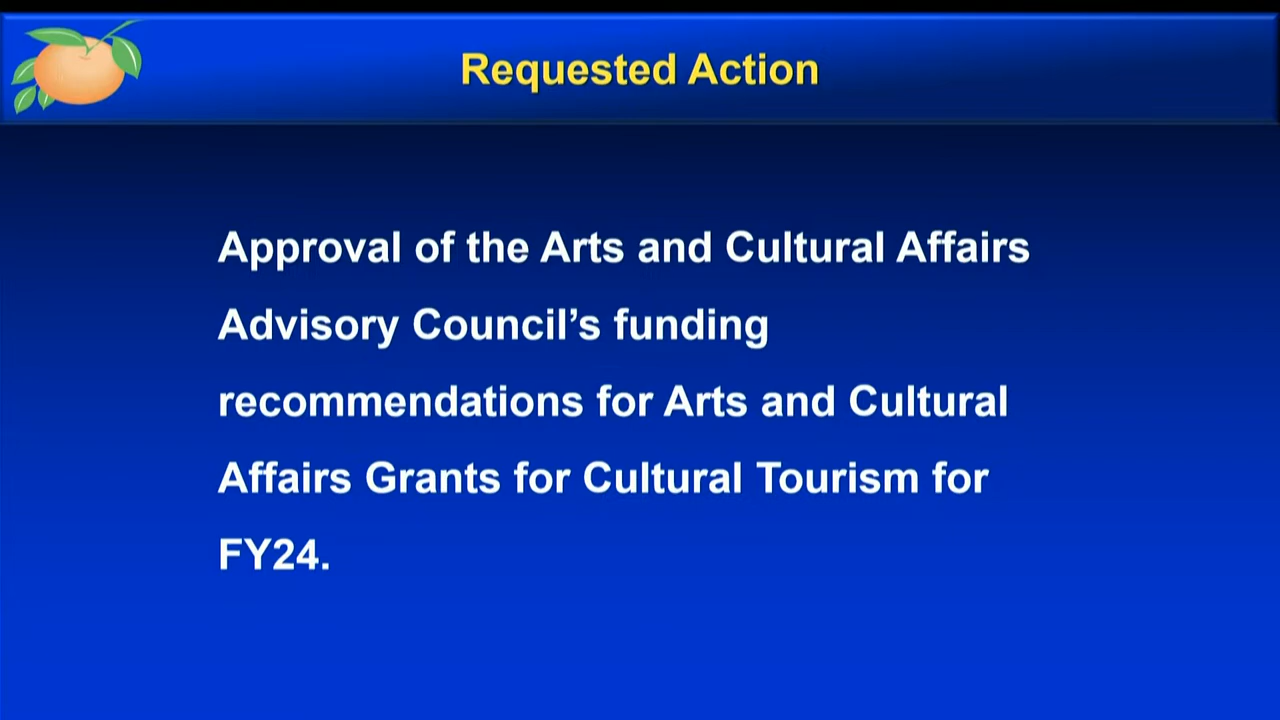 Requested Action
Approval of the Arts and Cultural Affairs
Advisory Council’s funding
recommendations for Arts and Cultural
Affairs Grants for Cultural Tourism for
FY24.